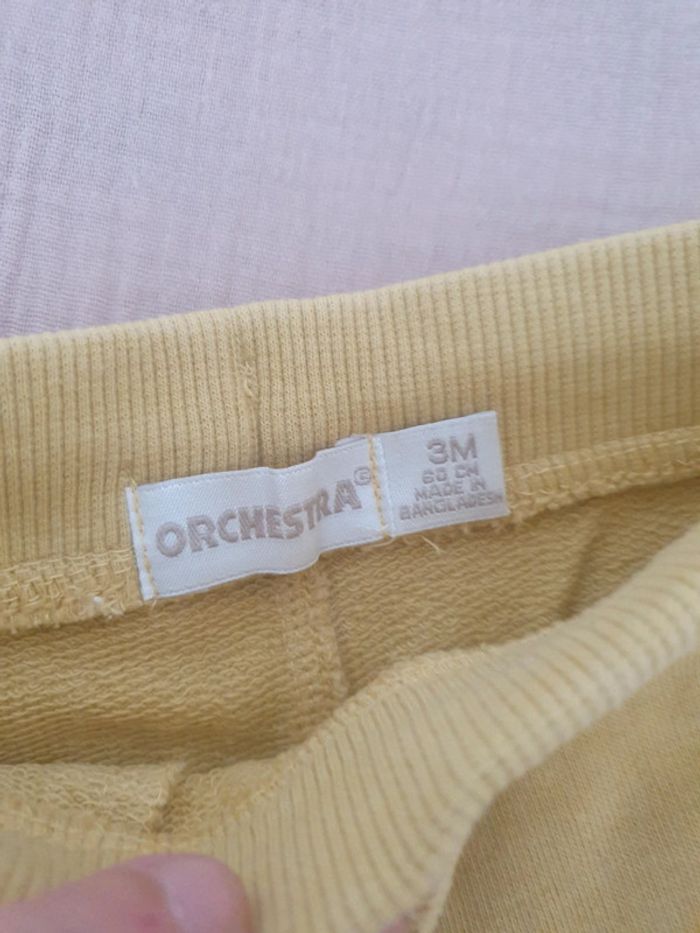 ORCHESTRA®
3M
60 CM
MADE IN
BANGLADESH